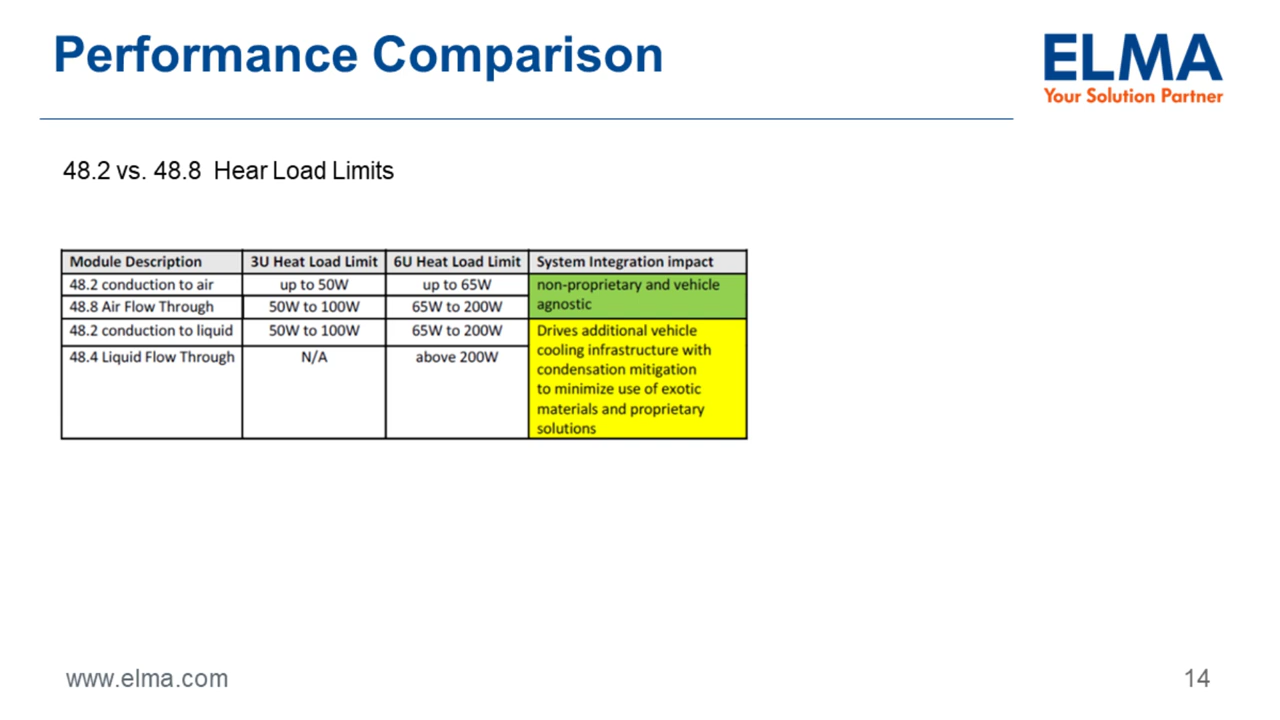 Performance Comparison
ELMA
Your Solution Partner
48.2 vs. 48.8 Hear Load Limits
Module Description 3U Heat Load Limit 6U Heat Load Limit System Integration impact
48.2 conduction to air up to 50W up to 65W non-proprietary and vehicle
48.8 Air Flow Through 50W to 100W 65W to 200W agnostic
48.2 conduction to liquid 50W to 100W 65W to 200W Drives additional vehicle
cooling infrastructure with
48.4 Liquid Flow Through N/A above 200W
condensation mitigation
to minimize use of exotic
materials and proprietary
solutions
www.elma.com
14